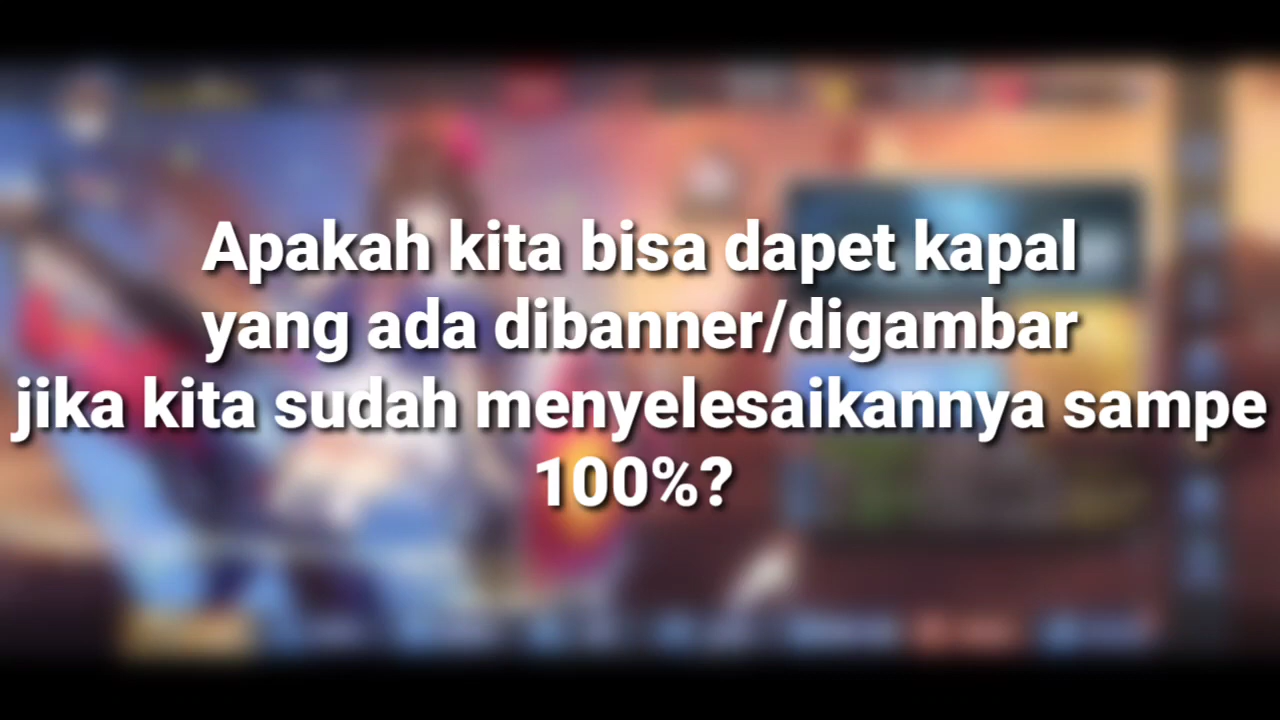 Apakah kita bisa dapet kapal
yang ada dibanner/digambar
jika kita sudah menyelesaikannya sampe
100%?